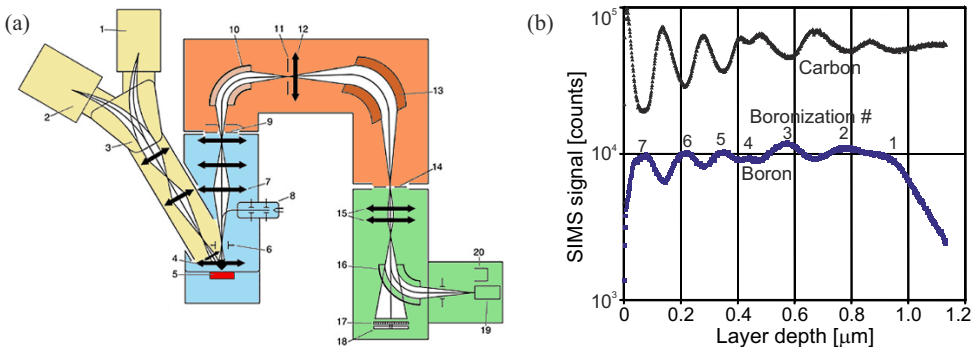 (a)
1
2
3
4
5
6
7
8
9
10
11
12
13
14
15
16
17
18
19
20
(b)
SIMS signal [counts]
10^5
10^4
10^3
Carbon
Boronization #
7 6 5 4 3 2 1
Boron
0 0.2 0.4 0.6 0.8 1.0 1.2
Layer depth [µm]